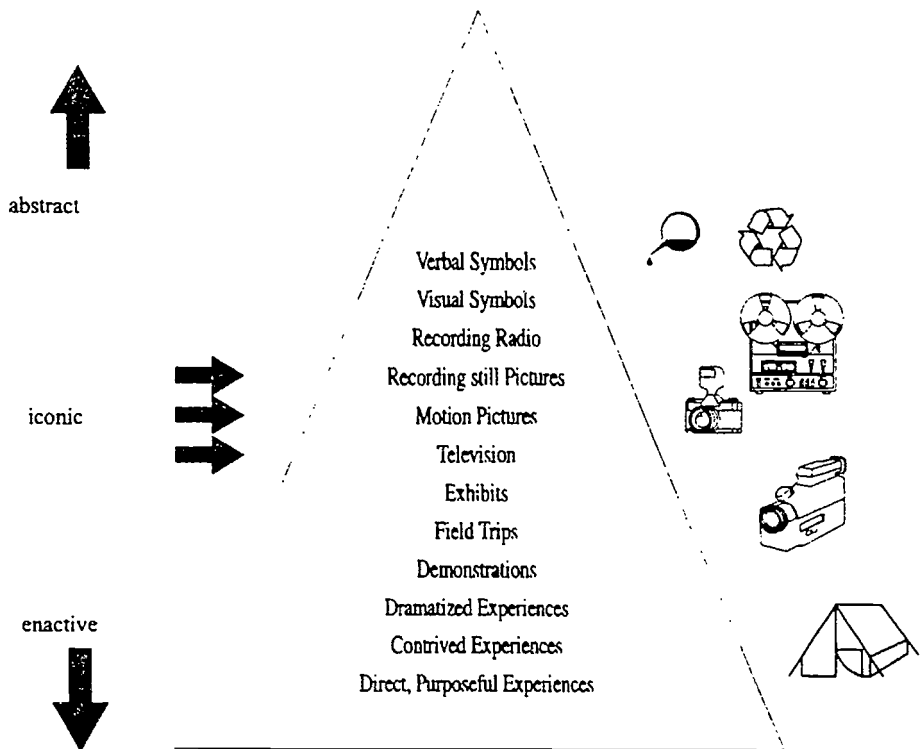 abstract
Verbal Symbols
Visual Symbols
Recording Radio
Recording still Pictures
iconic
Motion Pictures
Television
Exhibits
Field Trips
Demonstrations
Dramatized Experiences
enactive
Contrived Experiences
Direct, Purposeful Experiences